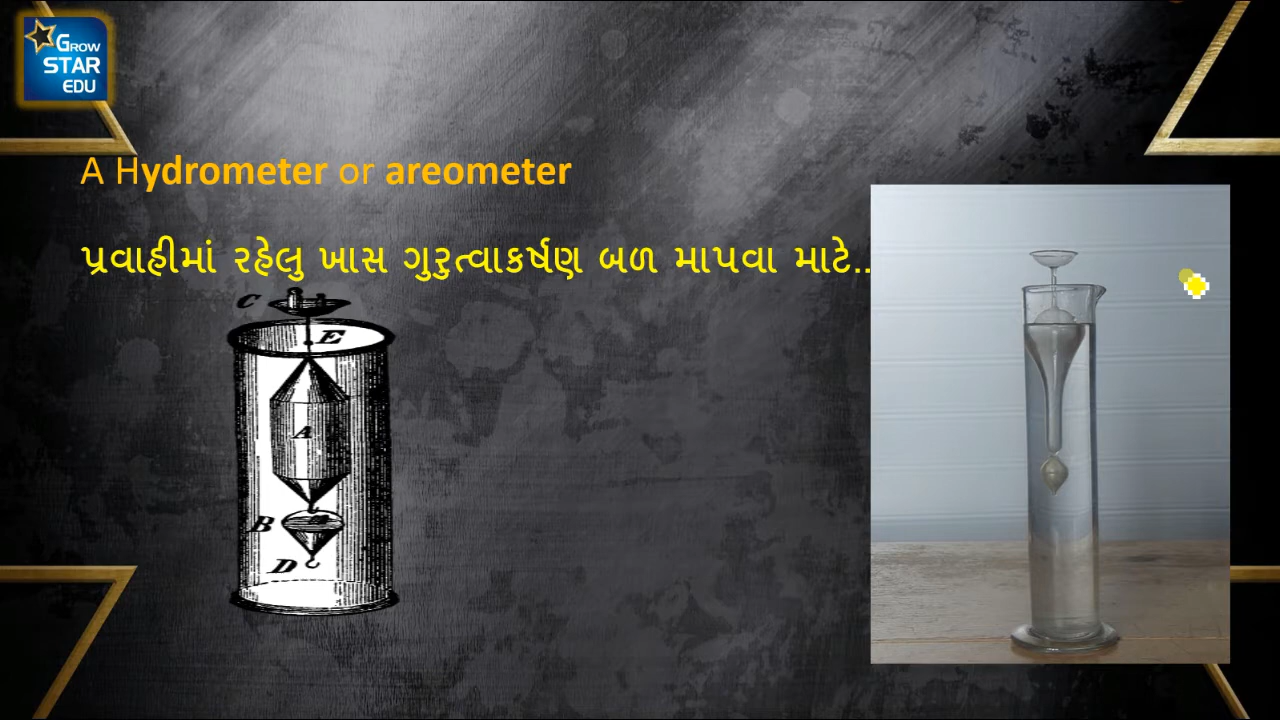 GROW
STAR
EDU
A Hydrometer or areometer
પ્રવાહીમાં રહેલુ ખાસ ગુરુત્વાકર્ષણ બળ માપવા માટે..
C
E
A
B
D